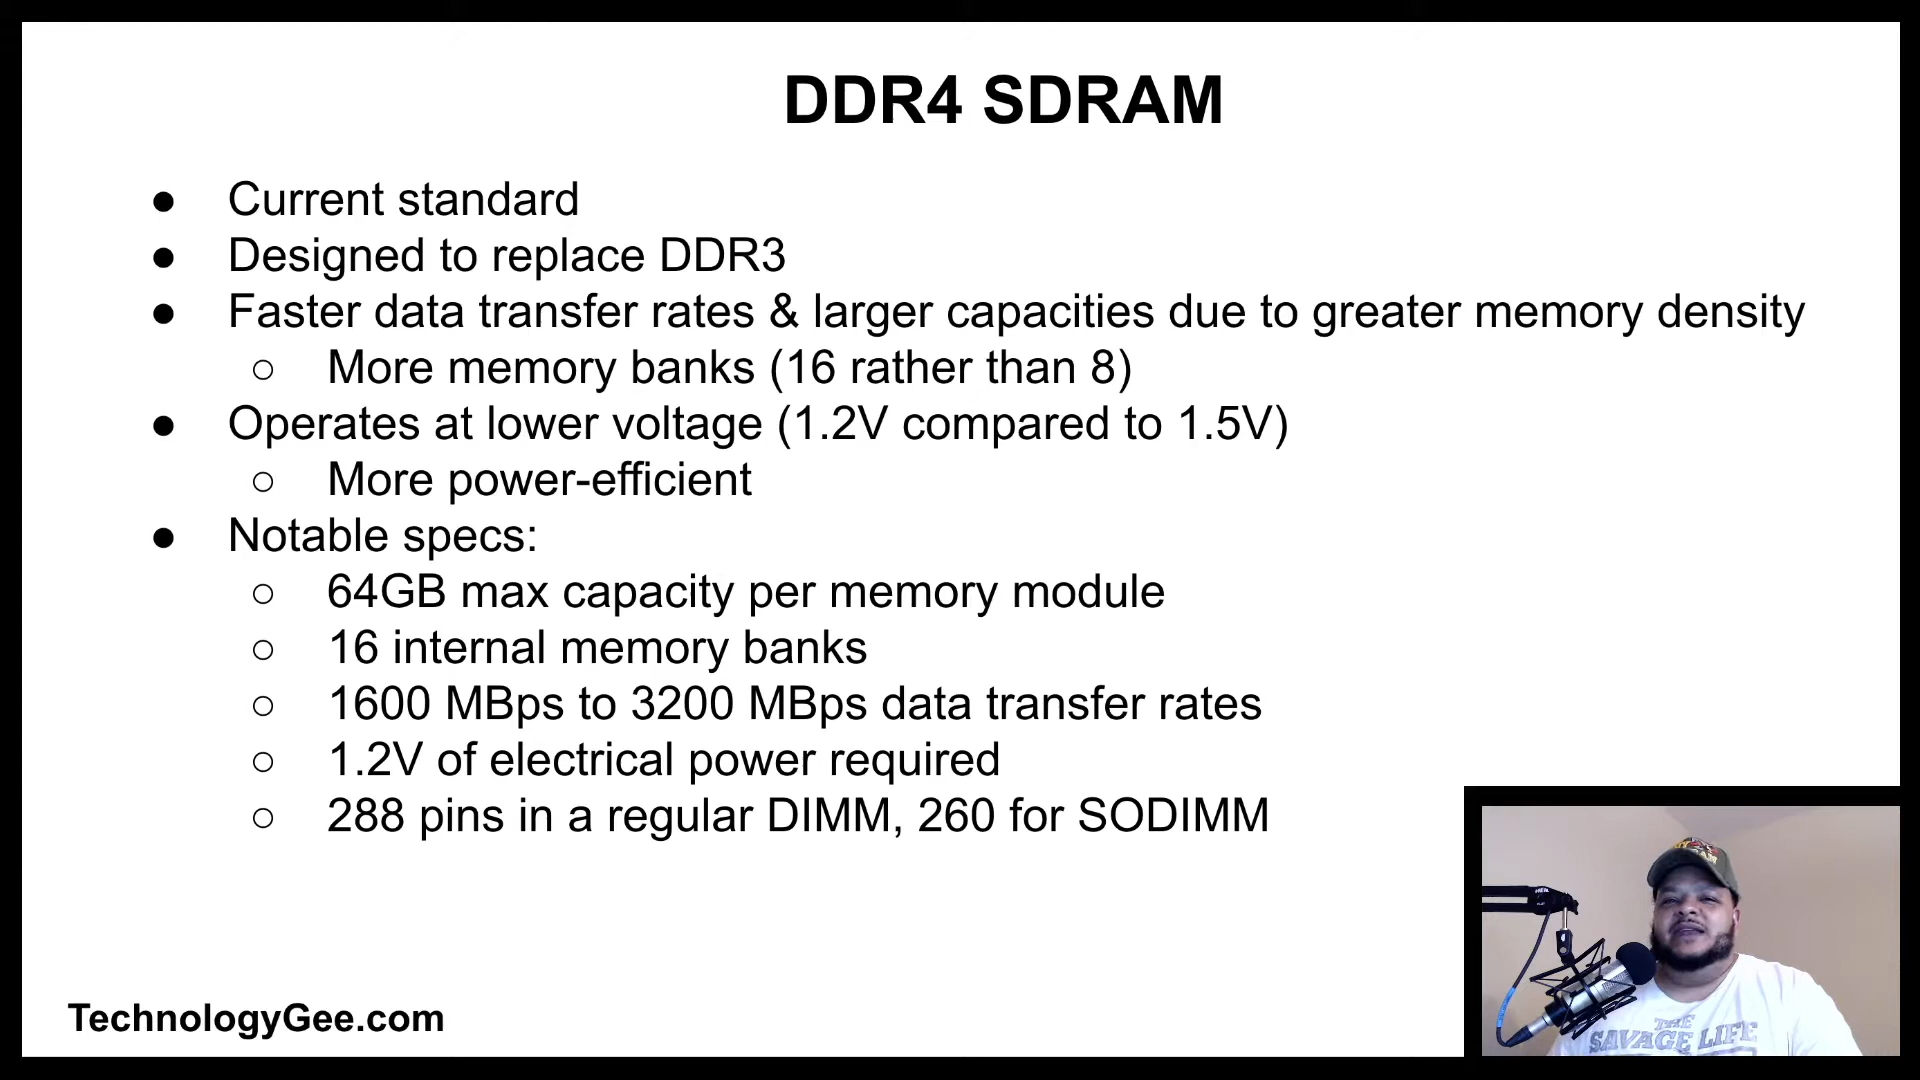 DDR4 SDRAM
● Current standard
● Designed to replace DDR3
● Faster data transfer rates & larger capacities due to greater memory density
○ More memory banks (16 rather than 8)
● Operates at lower voltage (1.2V compared to 1.5V)
○ More power-efficient
● Notable specs:
○ 64GB max capacity per memory module
○ 16 internal memory banks
○ 1600 MBps to 3200 MBps data transfer rates
○ 1.2V of electrical power required
○ 288 pins in a regular DIMM, 260 for SODIMM
THE
SAVAGE LIFE
TechnologyGee.com